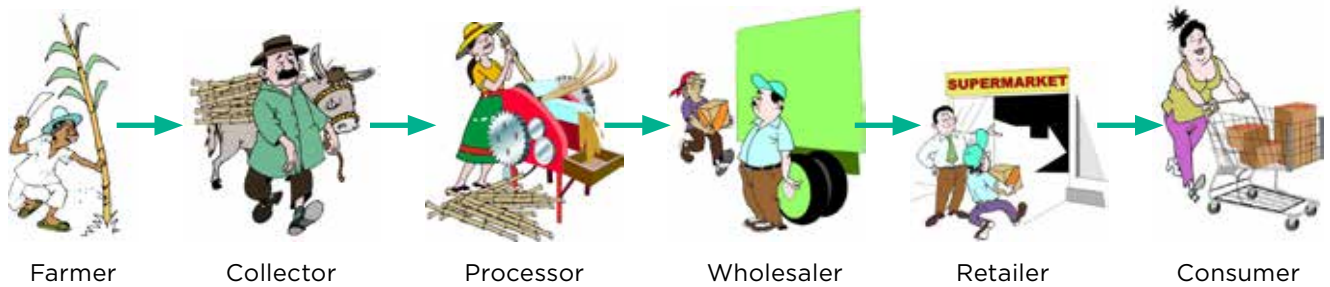 SUPERMARKET
Farmer
Collector
Processor
Wholesaler
Retailer
Consumer